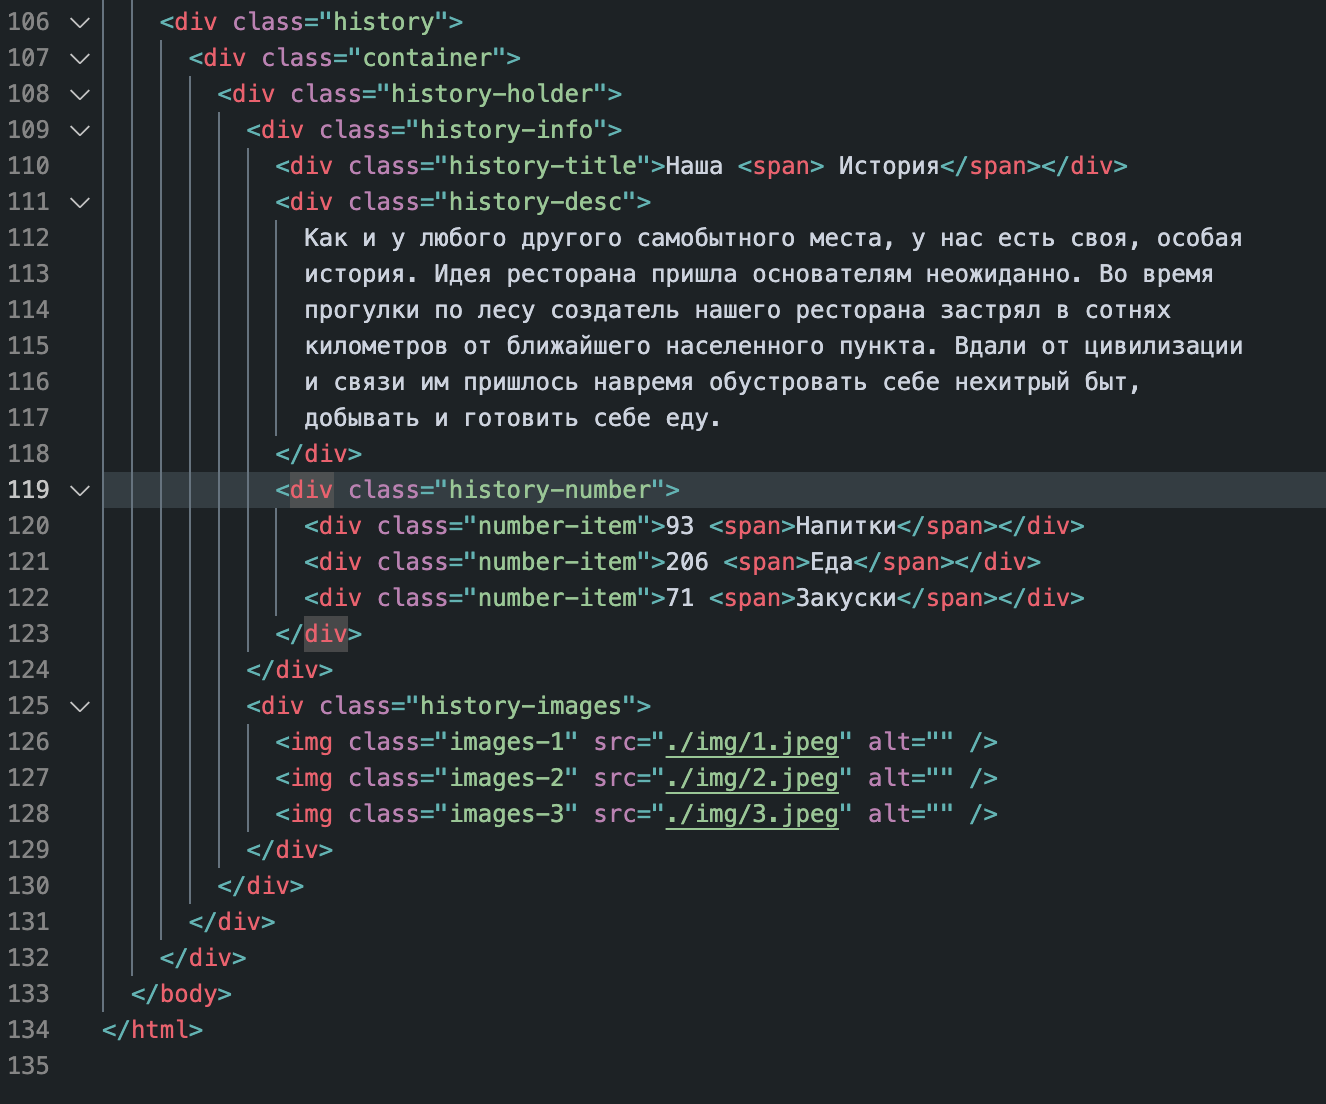 106 <div class="history">
107 <div class="container">
108 <div class="history-holder">
109 <div class="history-info">
110 <div class="history-title">Наша <span> История</span></div>
111 <div class="history-desc">
112 Как и у любого другого самобытного места, у нас есть своя, особая
113 история. Идея ресторана пришла основателям неожиданно. Во время
114 прогулки по лесу создатель нашего ресторана застрял в сотнях
115 километров от ближайшего населенного пункта. Вдали от цивилизации
116 и связи им пришлось навремя обустровать себе нехитрый быт,
117 добывать и готовить себе еду.
118 </div>
119 <div class="history-number">
120 <div class="number-item">93 <span>Напитки</span></div>
121 <div class="number-item">206 <span>Еда</span></div>
122 <div class="number-item">71 <span>Закуски</span></div>
123 </div>
124 </div>
125 <div class="history-images">
126 <img class="images-1" src="./img/1.jpeg" alt="" />
127 <img class="images-2" src="./img/2.jpeg" alt="" />
128 <img class="images-3" src="./img/3.jpeg" alt="" />
129 </div>
130 </div>
131 </div>
132 </div>
133 </body>
134 </html>
135